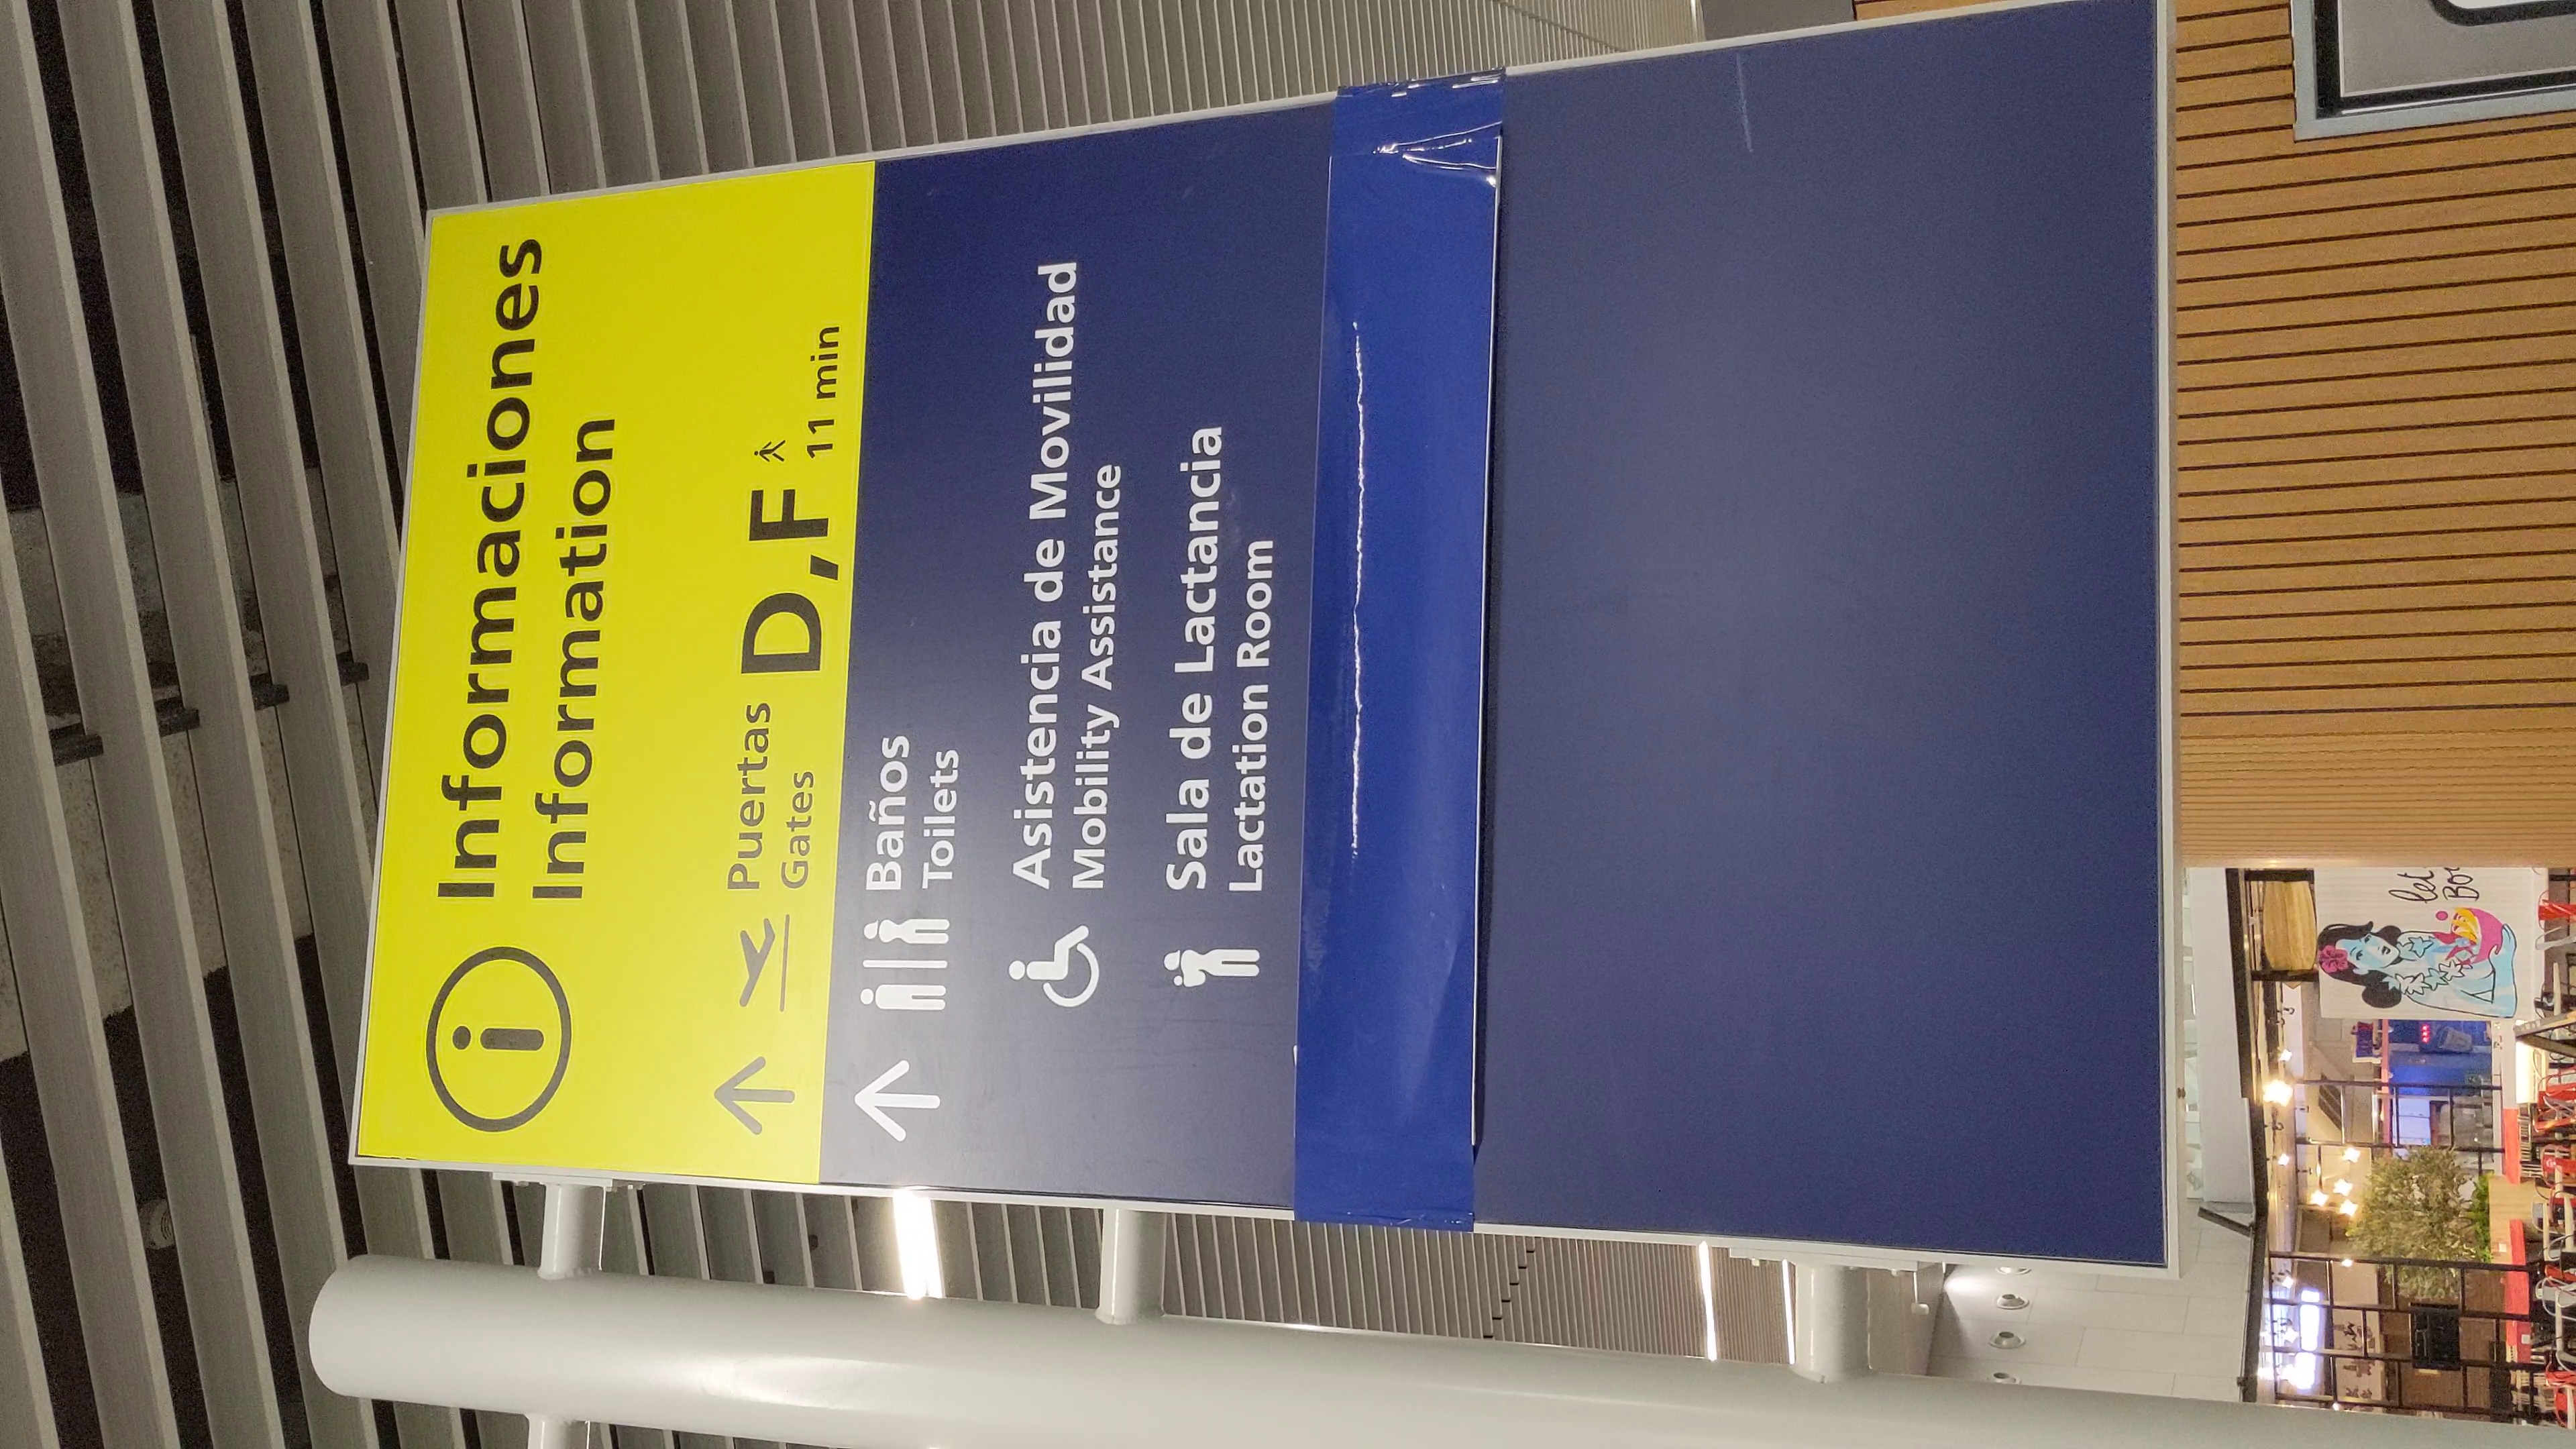 i
Informaciones
Information
Puertas
Gates
D,F
11 min
Baños
Toilets
Asistencia de Movilidad
Mobility Assistance
Sala de Lactancia
Lactation Room